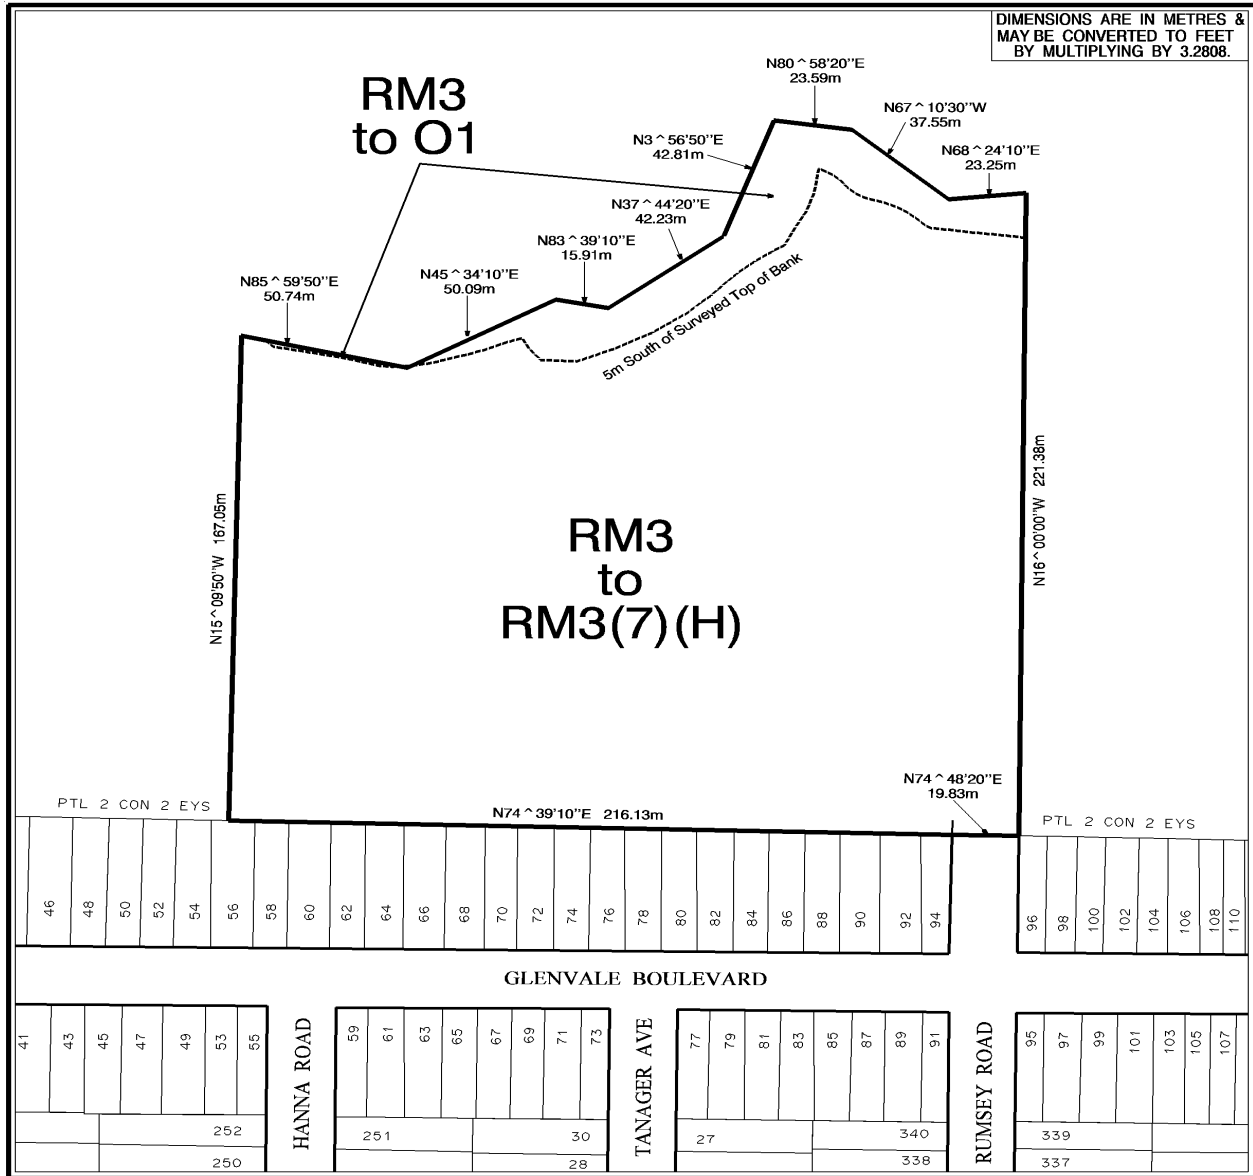 DIMENSIONS ARE IN METRES &
MAY BE CONVERTED TO FEET
BY MULTIPLYING BY 3.2808.
N80^58'20''E
23.59m
RM3
to O1
N67^10'30''W
37.55m
N3^56'50''E
42.81m
N68^24'10''E
23.25m
N37^44'20''E
42.23m
N83^39'10''E
15.91m
N45^34'10''E
50.09m
N85^59'50''E
50.74m
5m South of Surveyed Top of Bank
N15^09'50''W 167.05m
N16^00'00''W 221.38m
RM3
to
RM3(7)(H)
N74^48'20''E
19.83m
N74^39'10''E 216.13m
PTL 2 CON 2 EYS
PTL 2 CON 2 EYS
46 48 50 52 54 56 58 60 62 64 66 68 70 72 74 76 78 80 82 84 86 88 90 92 94 96 98 100 102 104 106 108 110
GLENVALE BOULEVARD
41 43 45 47 49 53 55 59 61 63 65 67 69 71 73 77 79 81 83 85 87 89 91 95 97 99 101 103 105 107
HANNA ROAD
TANAGER AVE
RUMSEY ROAD
252 251 30 27 340 339
250 28 338 337